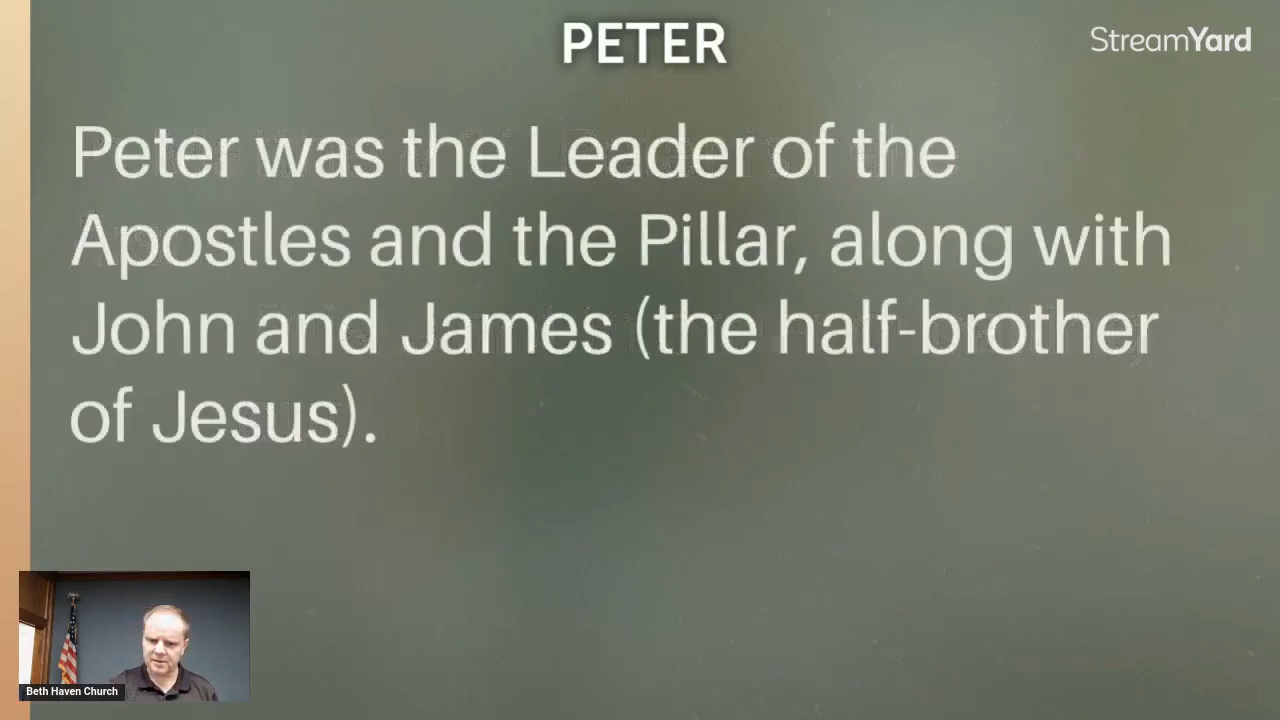 PETER
StreamYard
Peter was the Leader of the
Apostles and the Pillar, along with
John and James (the half-brother
of Jesus).
Beth Haven Church